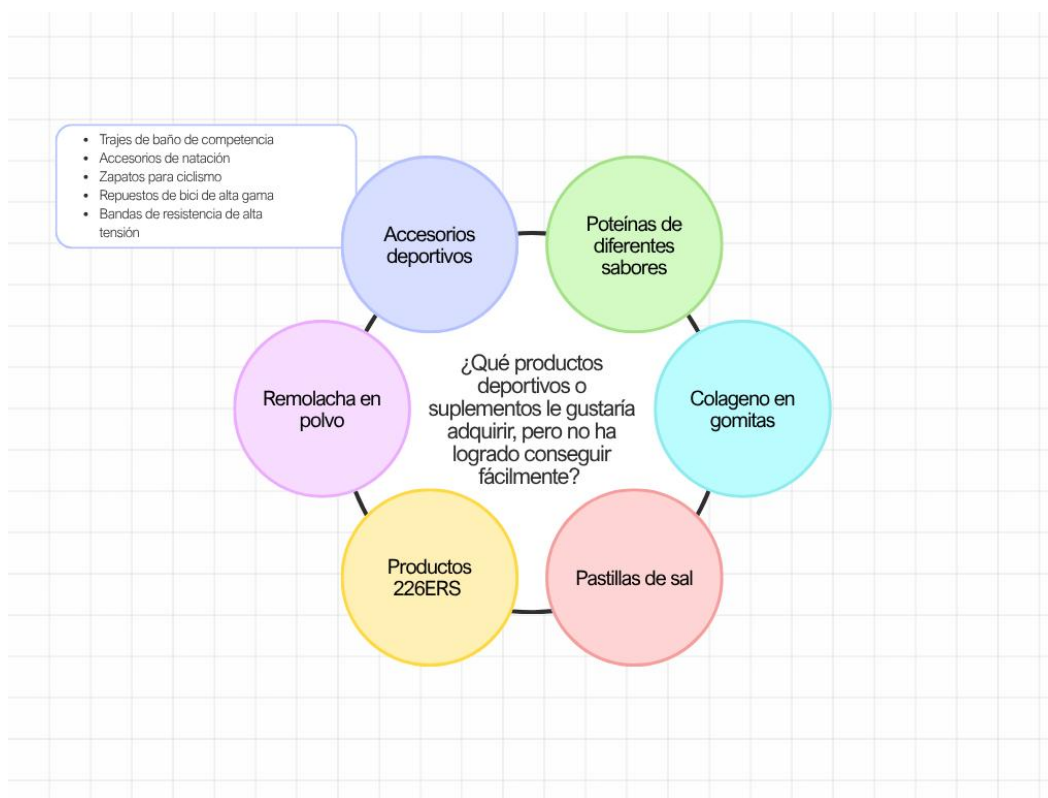 • Trajes de baño de competencia
• Accesorios de natación
• Zapatos para ciclismo
• Repuestos de bici de alta gama
• Bandas de resistencia de alta
tensión
Accesorios
deportivos
Poteínas de
diferentes
sabores
Remolacha en
polvo
¿Qué productos
deportivos o
suplementos le gustaría
adquirir, pero no ha
logrado conseguir
fácilmente?
Colageno en
gomitas
Productos
226ERS
Pastillas de sal